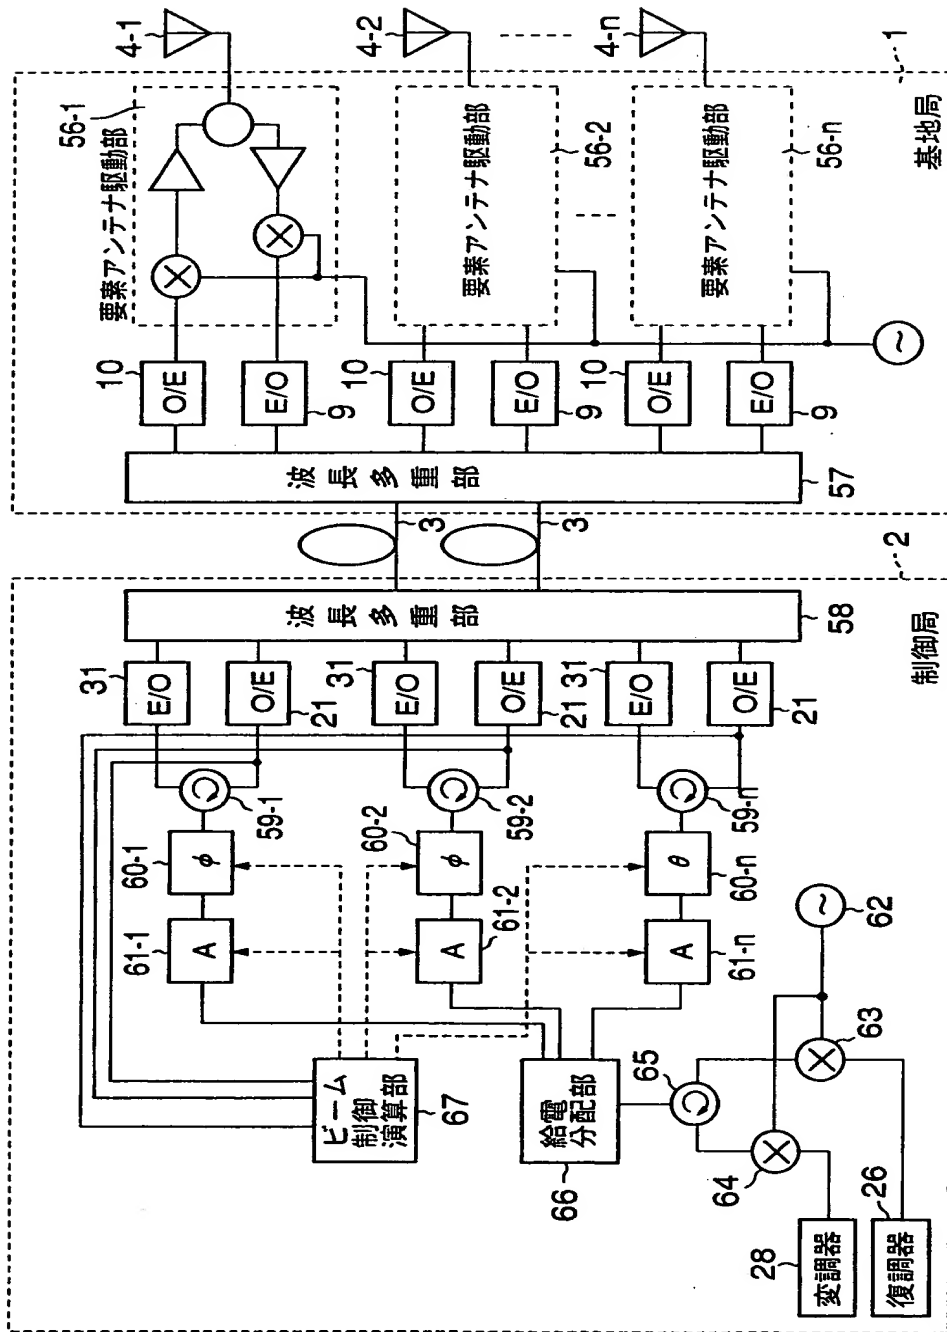 4-1
4-2
4-n
1
基地局
56-1
要素アンテナ駆動部
56-2
要素アンテナ駆動部
56-n
要素アンテナ駆動部
10
O/E
E/O
9
10
O/E
E/O
9
10
O/E
E/O
9
波長多重部
57
3
3
2
制御局
波長多重部
58
31
E/O
O/E
21
31
E/O
O/E
21
31
E/O
O/E
21
59-1
59-2
59-n
60-1
φ
60-2
φ
θ
60-n
61-1
A
A
61-2
A
61-n
ビーム
制御
演算部
67
給電
分配部
66
65
62
63
64
28
変調器
26
復調器